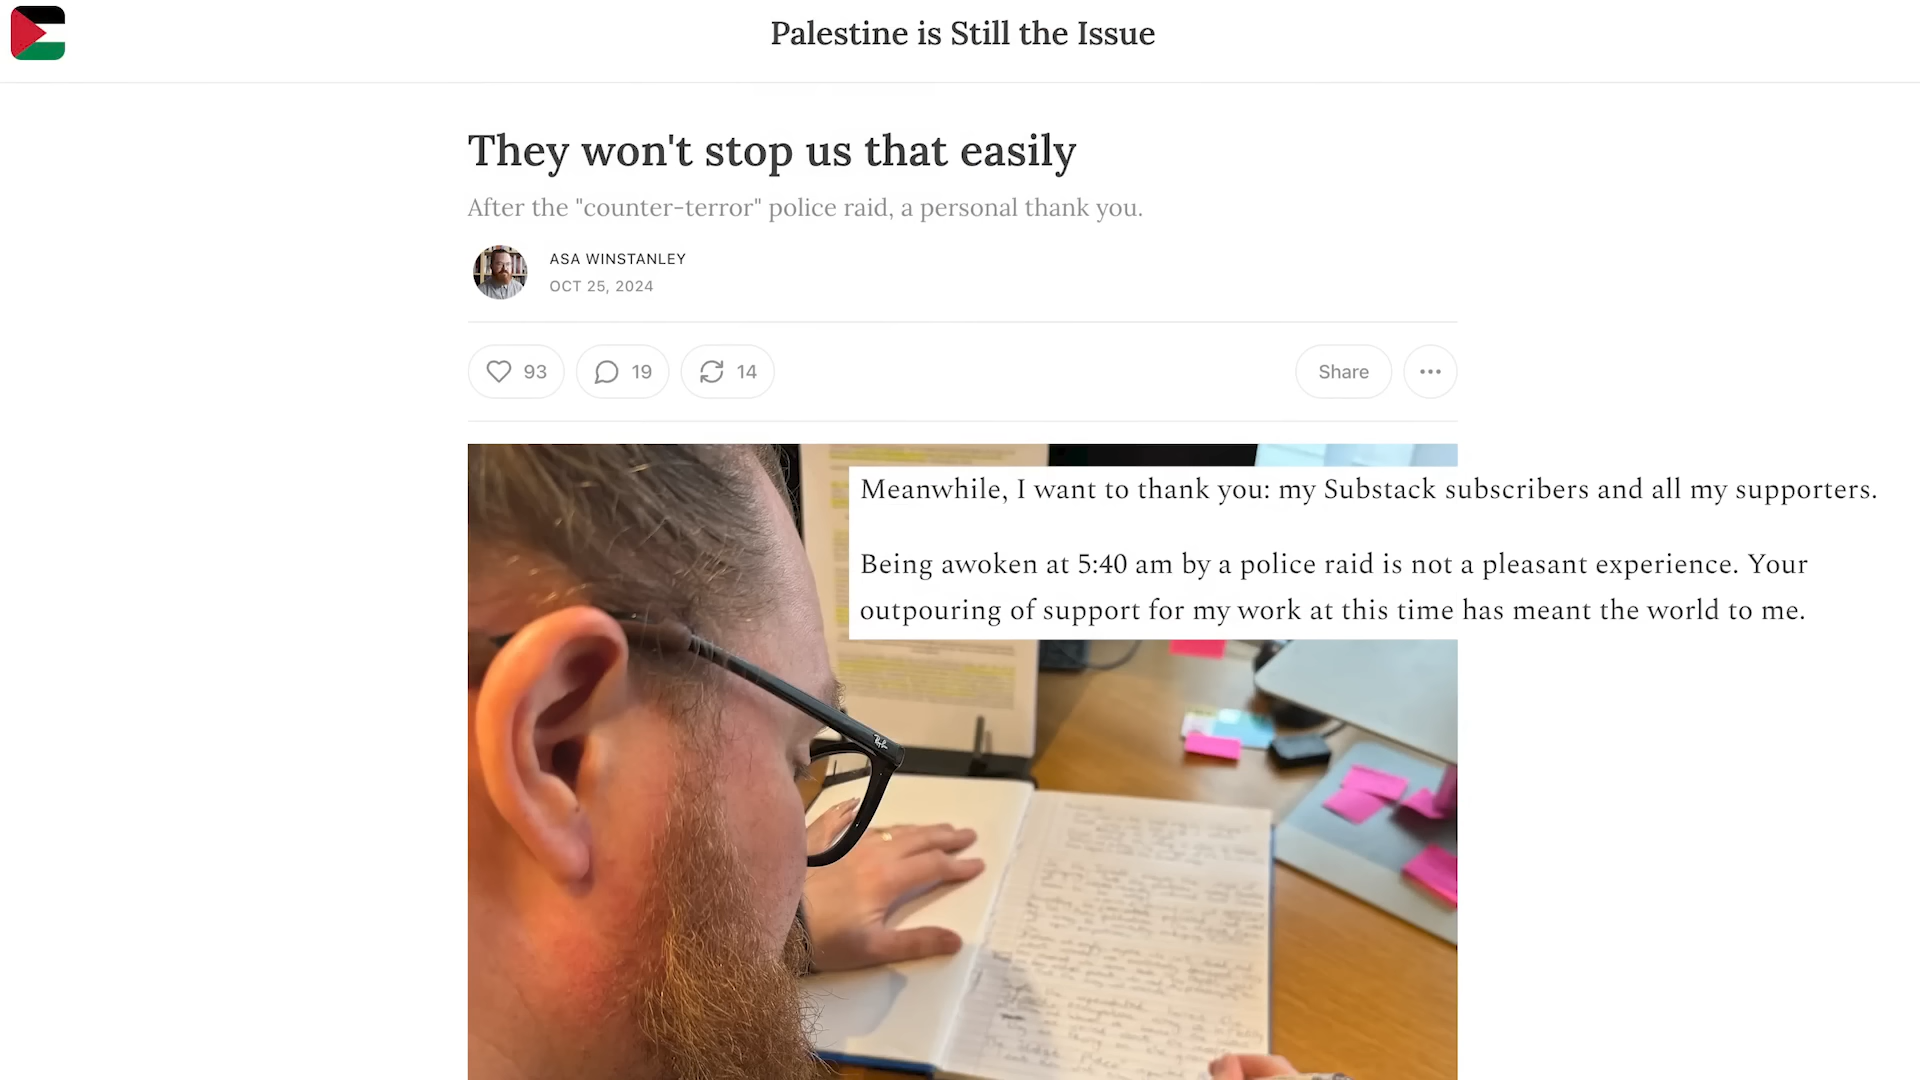 Palestine is Still the Issue
They won't stop us that easily
After the "counter-terror" police raid, a personal thank you.
ASA WINSTANLEY
OCT 25, 2024
93
19
14
Share
Meanwhile, I want to thank you: my Substack subscribers and all my supporters.
Being awoken at 5:40 am by a police raid is not a pleasant experience. Your
outpouring of support for my work at this time has meant the world to me.
Ray-Ban